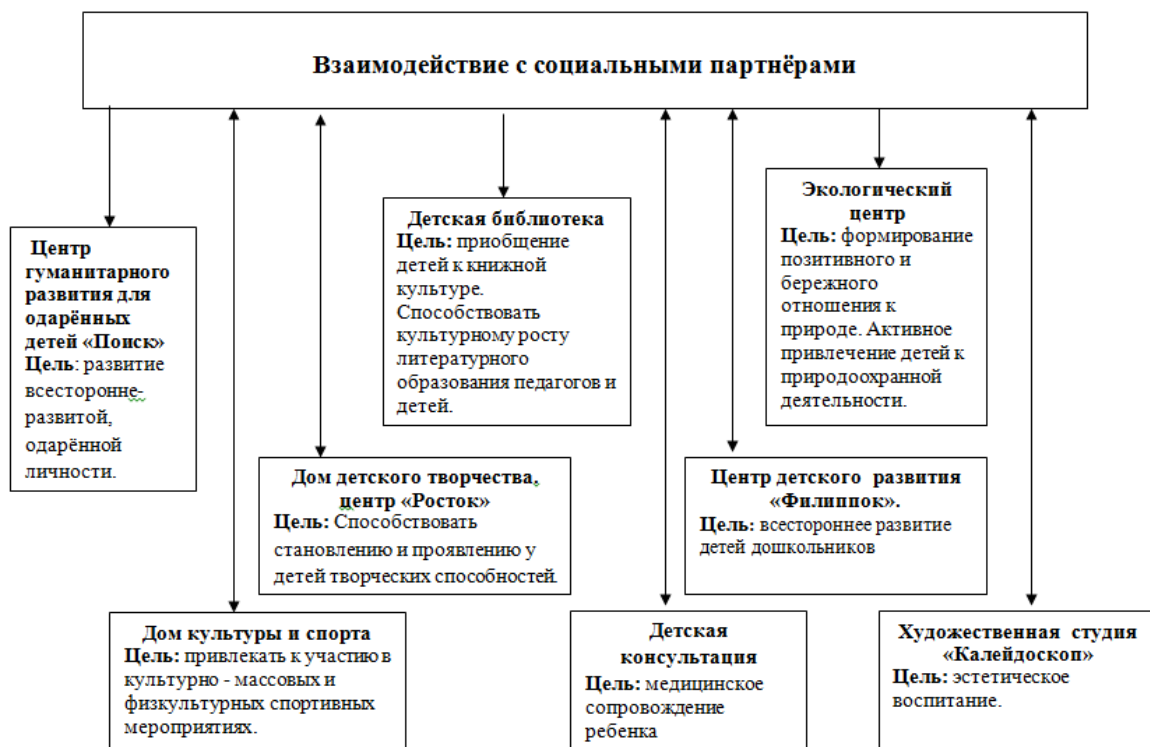 Взаимодействие с социальными партнёрами
Центр
гуманитарного
развития для
одарённых
детей «Поиск»
Цель: развитие
всесторонне-
развитой,
одарённой
личности.
Детская библиотека
Цель: приобщение
детей к книжной
культуре.
Способствовать
культурному росту
литературного
образования педагогов и
детей.
Экологический
центр
Цель: формирование
позитивного и
бережного
отношения к
природе. Активное
привлечение детей к
природоохранной
деятельности.
Дом детского творчества,
центр «Росток»
Цель: Способствовать
становлению и проявлению у
детей творческих способностей.
Центр детского развития
«Филиппок».
Цель: всестороннее развитие
детей дошкольников
Дом культуры и спорта
Цель: привлекать к участию в
культурно - массовых и
физкультурных спортивных
мероприятиях.
Детская
консультация
Цель: медицинское
сопровождение
ребенка
Художественная студия
«Калейдоскоп»
Цель: эстетическое
воспитание.